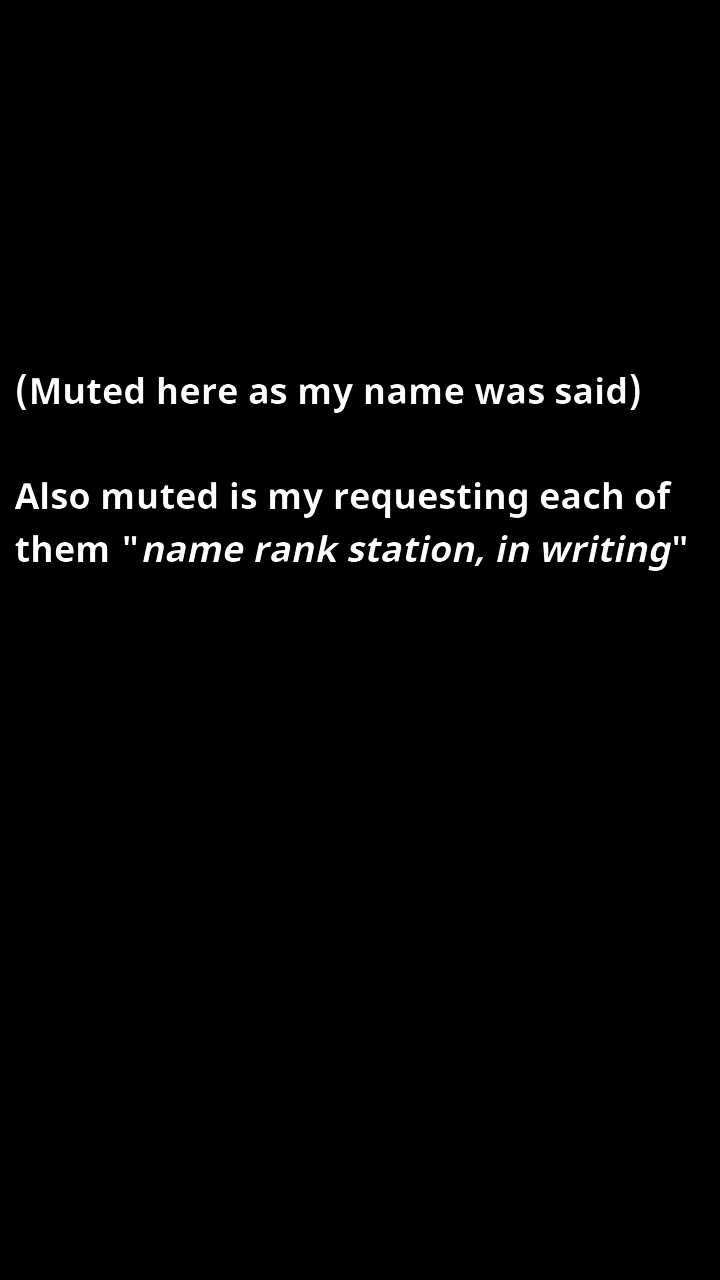 (Muted here as my name was said)
Also muted is my requesting each of
them "name rank station, in writing"